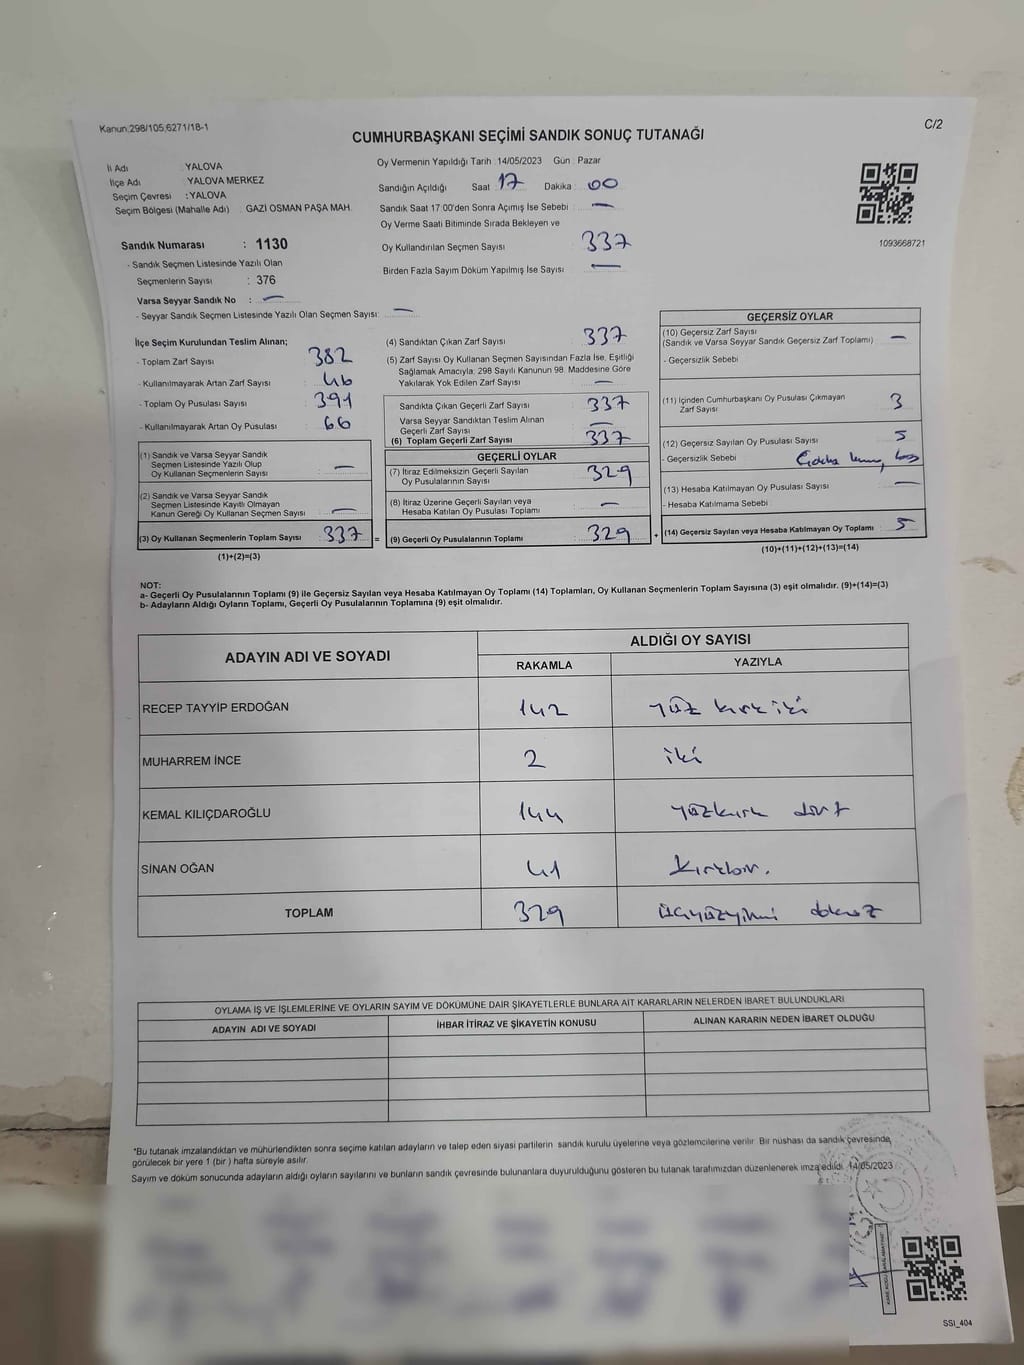 Kanun;298/105;6271/18-1
C/2
CUMHURBAŞKANI SEÇİMİ SANDIK SONUÇ TUTANAĞI
İl Adı YALOVA
İlçe Adı YALOVA MERKEZ
Seçim Çevresi : YALOVA
Seçim Bölgesi (Mahalle Adı) . GAZİ OSMAN PAŞA MAH.
Sandık Numarası : 1130
- Sandık Seçmen Listesinde Yazılı Olan
Seçmenlerin Sayısı : 376
Varsa Seyyar Sandık No : —
- Seyyar Sandık Seçmen Listesinde Yazılı Olan Seçmen Sayısı: —
Oy Vermenin Yapıldığı Tarih 14/05/2023 Gün : Pazar
Sandığın Açıldığı Saat : 17 Dakika : 00
Sandık Saat 17:00'den Sonra Açımış İse Sebebi : —
Oy Verme Saati Bitiminde Sırada Bekleyen ve
Oy Kullandırılan Seçmen Sayısı : 337
Birden Fazla Sayım Döküm Yapılmış İse Sayısı : —
1093668721
İlçe Seçim Kurulundan Teslim Alınan;
- Toplam Zarf Sayısı : 382
- Kullanılmayarak Artan Zarf Sayısı : 46
- Toplam Oy Pusulası Sayısı : 391
- Kullanılmayarak Artan Oy Pusulası : 66
(1) Sandık ve Varsa Seyyar Sandık
Seçmen Listesinde Yazılı Olup
Oy Kullanan Seçmenlerin Sayısı : —
(2) Sandık ve Varsa Seyyar Sandık
Seçmen Listesinde Kayıtlı Olmayan
Kanun Gereği Oy Kullanan Seçmen Sayısı : —
(3) Oy Kullanan Seçmenlerin Toplam Sayısı : 337 =
(1)+(2)=(3)
(4) Sandıktan Çıkan Zarf Sayısı : 337
(5) Zarf Sayısı Oy Kullanan Seçmen Sayısından Fazla İse, Eşitliği
Sağlamak Amacıyla, 298 Sayılı Kanunun 98. Maddesine Göre
Yakılarak Yok Edilen Zarf Sayısı : —
Sandıkta Çıkan Geçerli Zarf Sayısı : 337
Varsa Seyyar Sandıktan Teslim Alınan
Geçerli Zarf Sayısı : —
(6) Toplam Geçerli Zarf Sayısı : 337
GEÇERLİ OYLAR
(7) İtiraz Edilmeksizin Geçerli Sayılan
Oy Pusulalarının Sayısı : 329
(8) İtiraz Üzerine Geçerli Sayılan veya
Hesaba Katılan Oy Pusulası Toplamı : —
(9) Geçerli Oy Pusulalarının Toplamı : 329 +
GEÇERSİZ OYLAR
(10) Geçersiz Zarf Sayısı
(Sandık ve Varsa Seyyar Sandık Geçersiz Zarf Toplamı) : —
- Geçersizlik Sebebi :
(11) İçinden Cumhurbaşkanı Oy Pusulası Çıkmayan
Zarf Sayısı : 3
(12) Geçersiz Sayılan Oy Pusulası Sayısı : 5
- Geçersizlik Sebebi :
(13) Hesaba Katılmayan Oy Pusulası Sayısı : —
- Hesaba Katılmama Sebebi :
(14) Geçersiz Sayılan veya Hesaba Katılmayan Oy Toplamı : 5
(10)+(11)+(12)+(13)=(14)
NOT:
a- Geçerli Oy Pusulalarının Toplamı (9) ile Geçersiz Sayılan veya Hesaba Katılmayan Oy Toplamı (14) Toplamları, Oy Kullanan Seçmenlerin Toplam Sayısına (3) eşit olmalıdır. (9)+(14)=(3)
b- Adayların Aldığı Oyların Toplamı, Geçerli Oy Pusulalarının Toplamına (9) eşit olmalıdır.
ADAYIN ADI VE SOYADI
ALDIĞI OY SAYISI
RAKAMLA YAZIYLA
RECEP TAYYİP ERDOĞAN 142 yüz kırk iki
MUHARREM İNCE 2 iki
KEMAL KILIÇDAROĞLU 144 yüzkırk dört
SİNAN OĞAN 41 Kırkbir.
TOPLAM 329 üçyüzyirmi dokuz
OYLAMA İŞ VE İŞLEMLERİNE VE OYLARIN SAYIM VE DÖKÜMÜNE DAİR ŞİKAYETLERLE BUNLARA AİT KARARLARIN NELERDEN İBARET BULUNDUKLARI
ADAYIN ADI VE SOYADI İHBAR İTİRAZ VE ŞİKAYETİN KONUSU ALINAN KARARIN NEDEN İBARET OLDUĞU
*Bu tutanak imzalandıktan ve mühürlendikten sonra seçime katılan adayların ve talep eden siyasi partilerin sandık kurulu üyelerine veya gözlemcilerine verilir. Bir nüshası da sandık çevresinde,
görülecek bir yere 1 (bir ) hafta süreyle asılır.
Sayım ve döküm sonucunda adayların aldığı oyların sayılarını ve bunların sandık çevresinde bulunanlara duyurulduğunu gösteren bu tutanak tarafımızdan düzenlenerek imza edildi. 14/05/2023
SSI_404